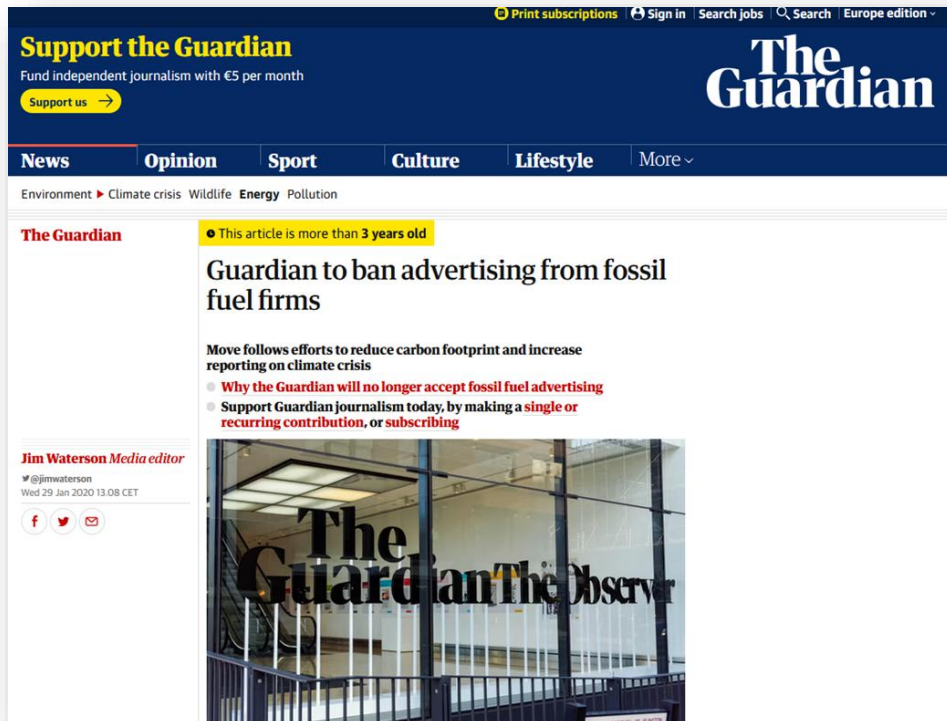 Print subscriptions Sign in Search jobs Search Europe edition
Support the Guardian
Fund independent journalism with €5 per month
Support us
The
Guardian
News Opinion Sport Culture Lifestyle More
Environment Climate crisis Wildlife Energy Pollution
The Guardian
This article is more than 3 years old
Guardian to ban advertising from fossil
fuel firms
Move follows efforts to reduce carbon footprint and increase
reporting on climate crisis
Why the Guardian will no longer accept fossil fuel advertising
Support Guardian journalism today, by making a single or
recurring contribution, or subscribing
Jim Waterson Media editor
@jimwaterson
Wed 29 Jan 2020 13.08 CET
The
Guardian The Observer